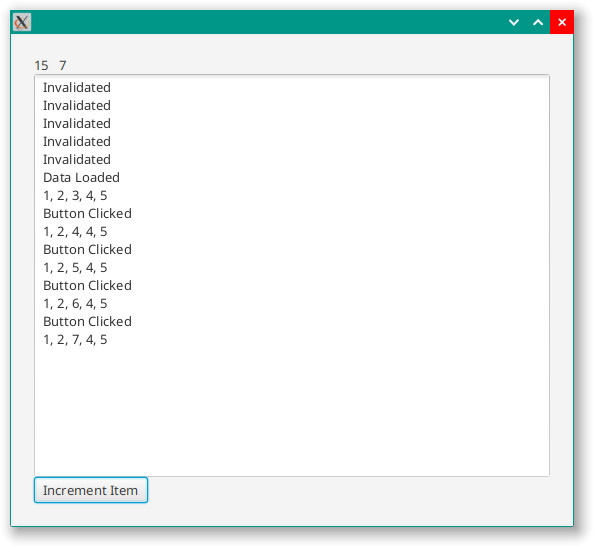 15 7
Invalidated
Invalidated
Invalidated
Invalidated
Invalidated
Data Loaded
1, 2, 3, 4, 5
Button Clicked
1, 2, 4, 4, 5
Button Clicked
1, 2, 5, 4, 5
Button Clicked
1, 2, 6, 4, 5
Button Clicked
1, 2, 7, 4, 5
Increment Item